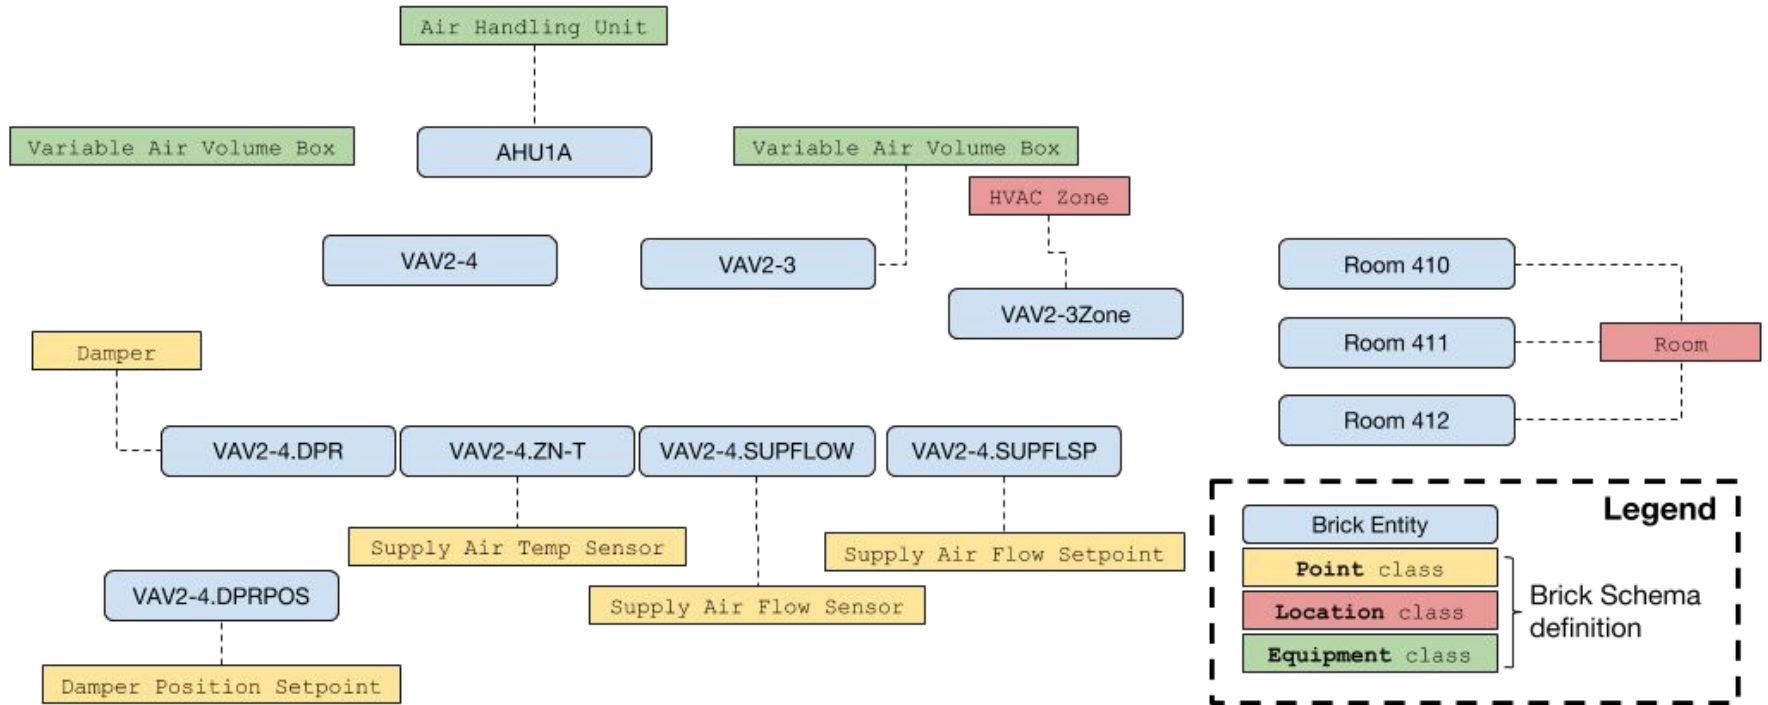 Air Handling Unit
Variable Air Volume Box
AHU1A
Variable Air Volume Box
HVAC Zone
VAV2-4
VAV2-3
Room 410
VAV2-3Zone
Damper
Room 411
Room
Room 412
VAV2-4.DPR
VAV2-4.ZN-T
VAV2-4.SUPFLOW
VAV2-4.SUPFLSP
Supply Air Temp Sensor
Supply Air Flow Setpoint
VAV2-4.DPRPOS
Supply Air Flow Sensor
Damper Position Setpoint
Legend
Brick Entity
Point class
Location class
Equipment class
Brick Schema
definition